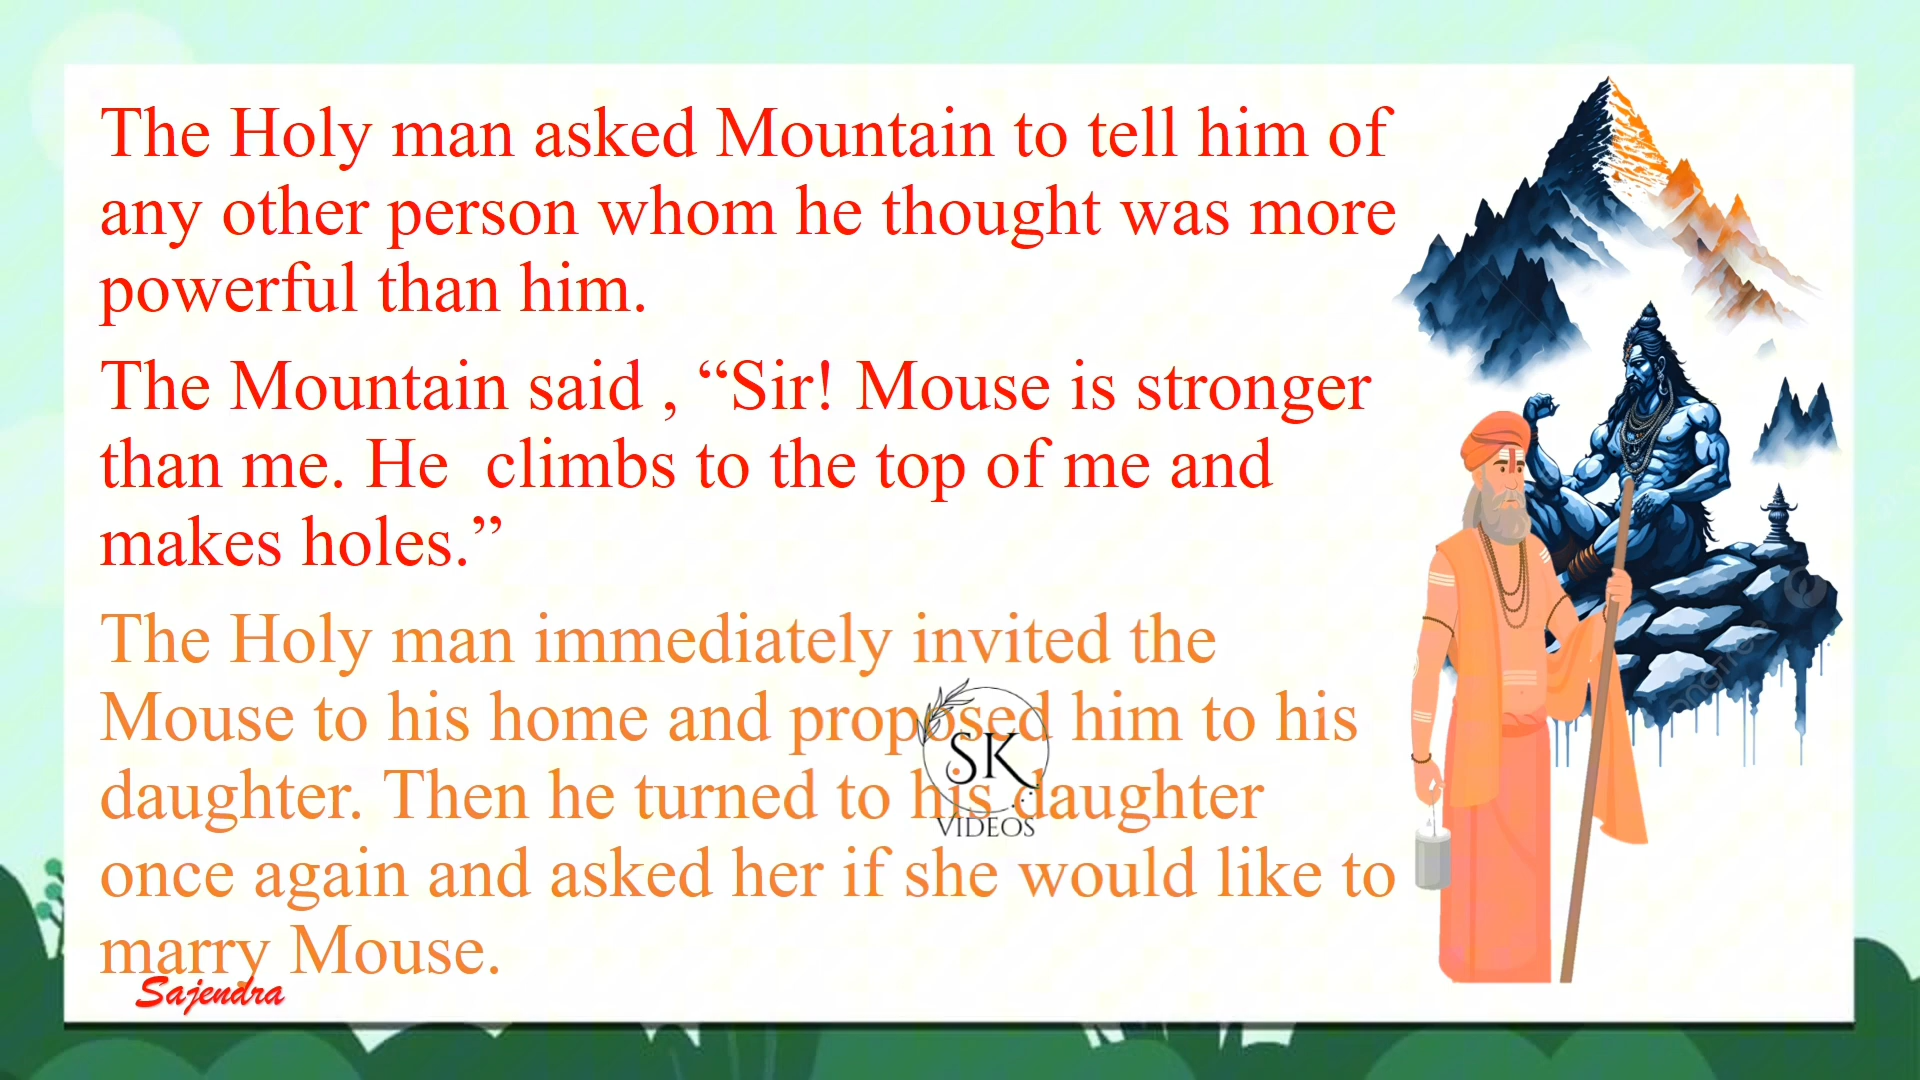 The Holy man asked Mountain to tell him of
any other person whom he thought was more
powerful than him.
The Mountain said , “Sir! Mouse is stronger
than me. He  climbs to the top of me and
makes holes.”
The Holy man immediately invited the
Mouse to his home and proposed him to his
daughter. Then he turned to his daughter
once again and asked her if she would like to
marry Mouse.
SK
VIDEOS
Sajendra